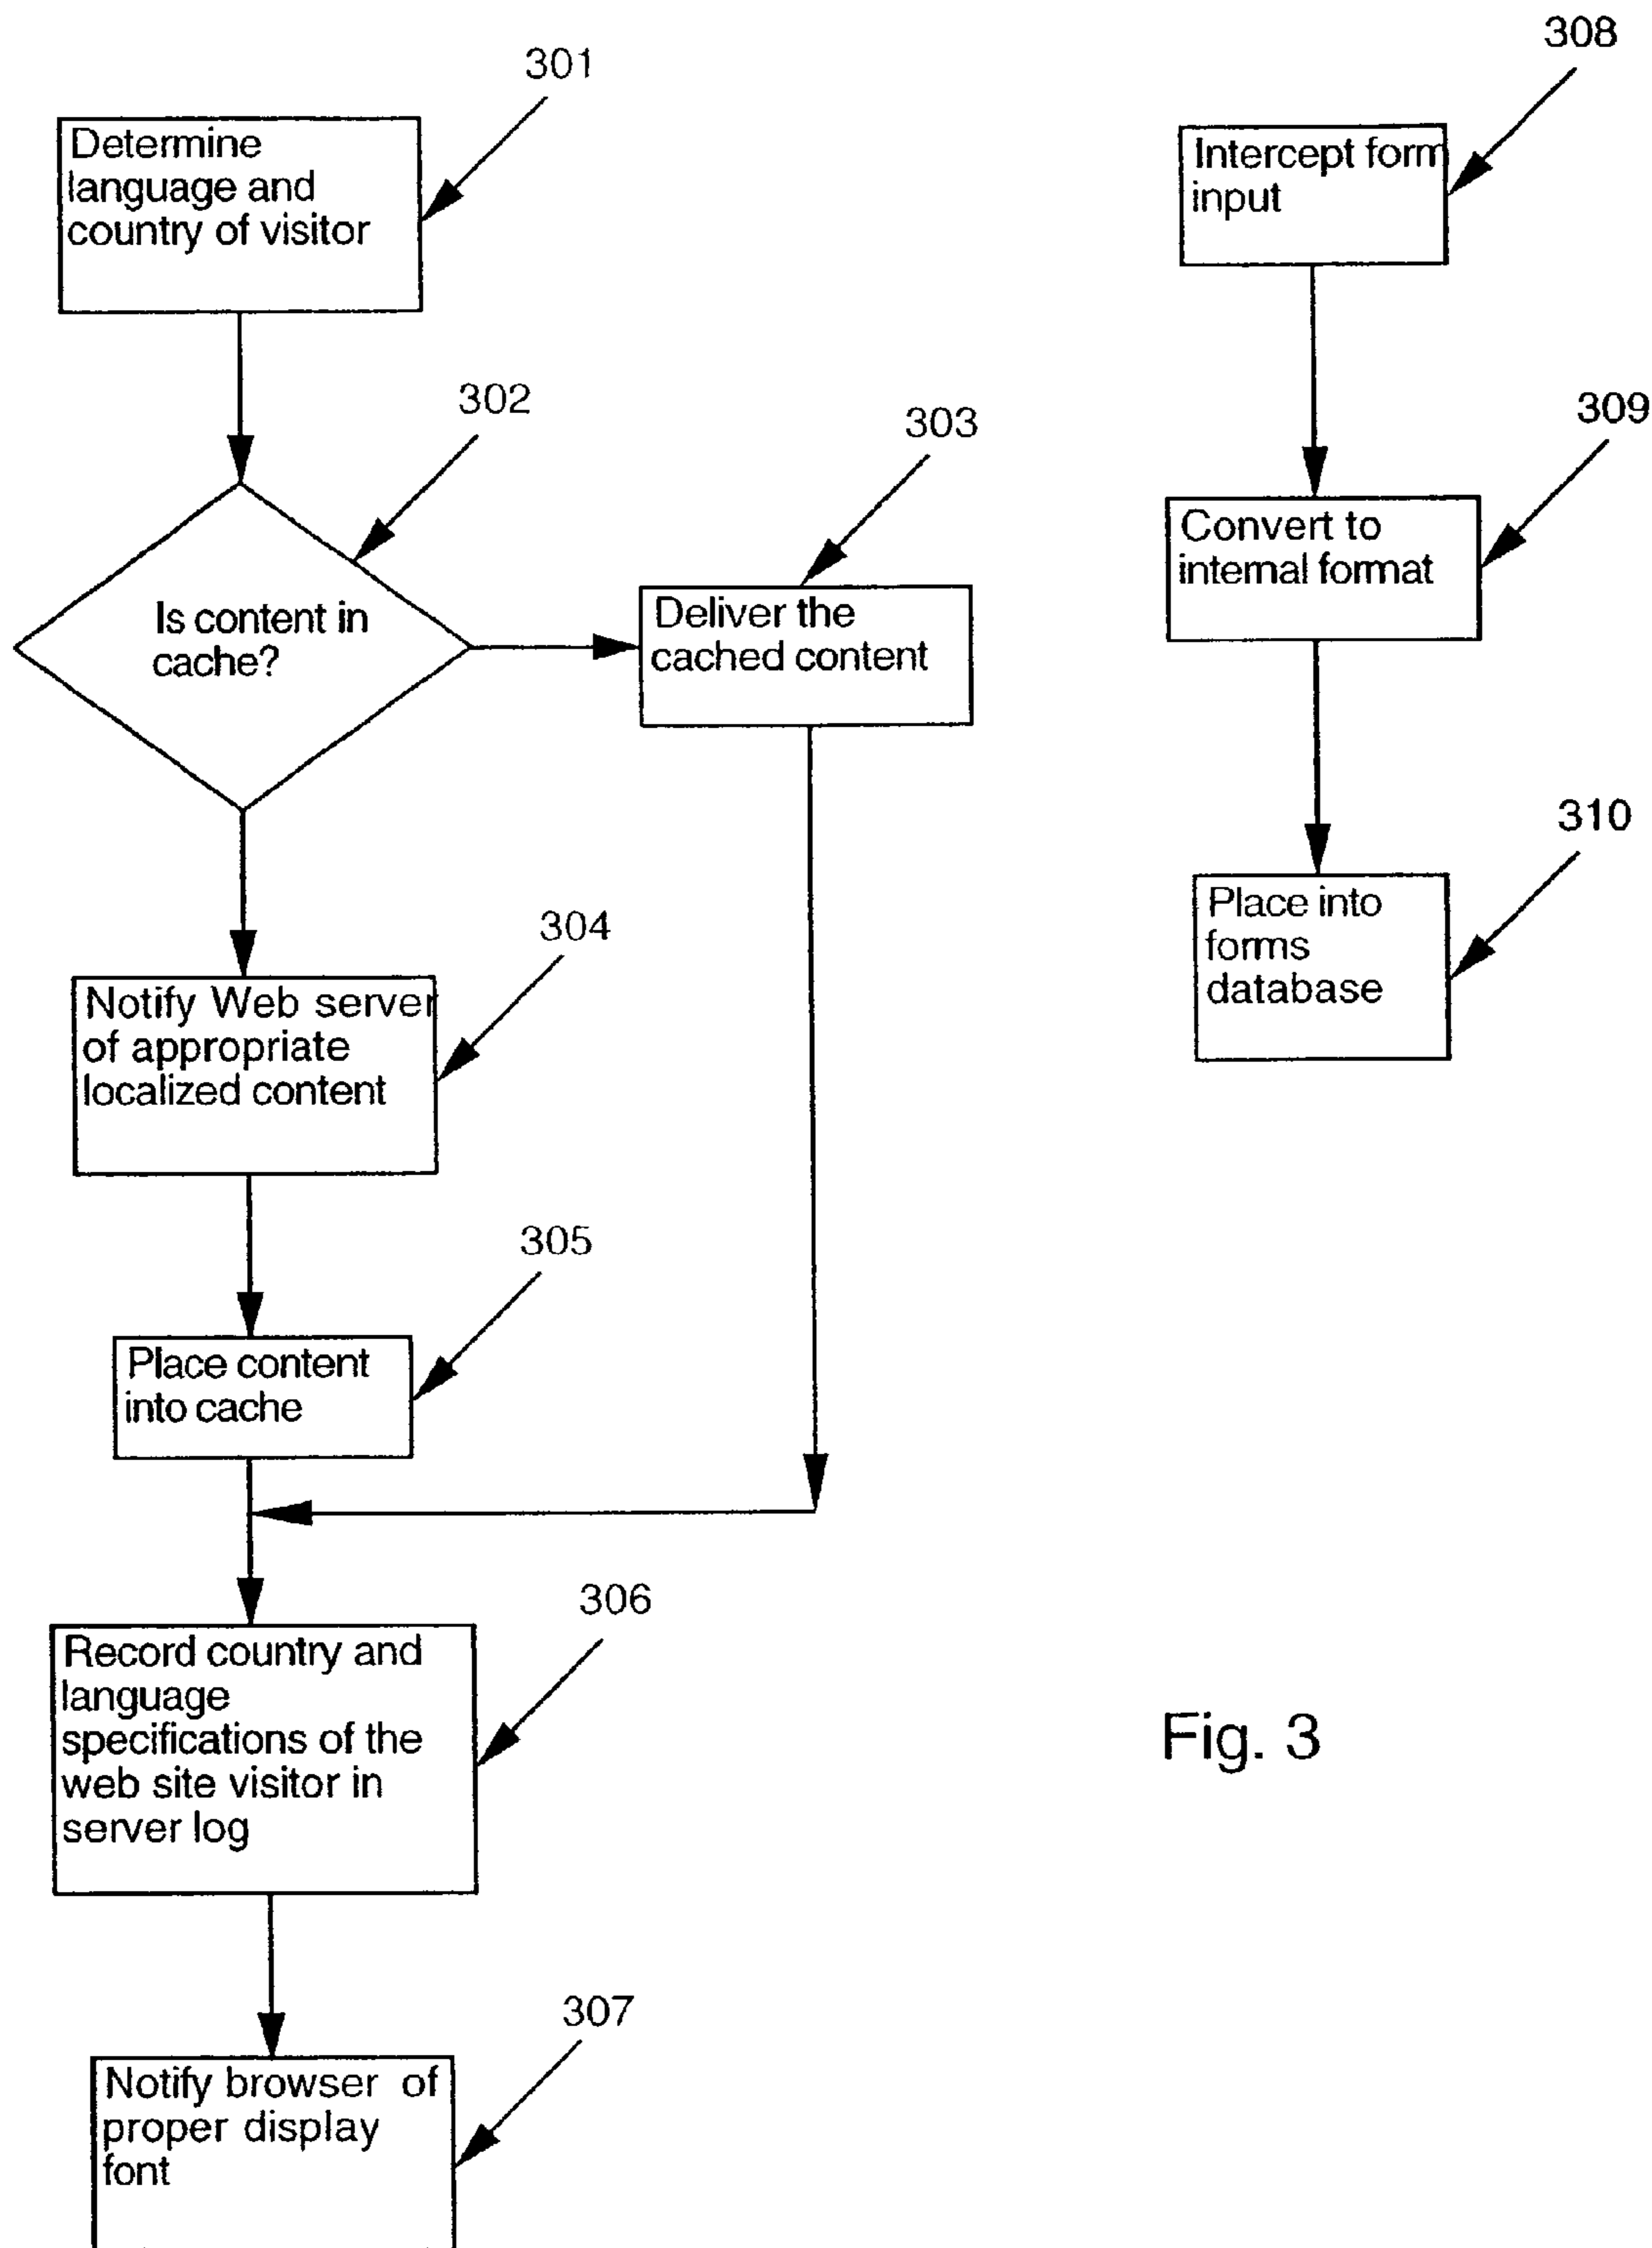 301
Determine
language and
country of visitor
302
Is content in
cache?
303
Deliver the
cached content
304
Notify Web server
of appropriate
localized content
305
Place content
into cache
306
Record country and
language
specifications of the
web site visitor in
server log
307
Notify browser of
proper display
font
308
Intercept form
input
309
Convert to
internal format
310
Place into
forms
database
Fig. 3